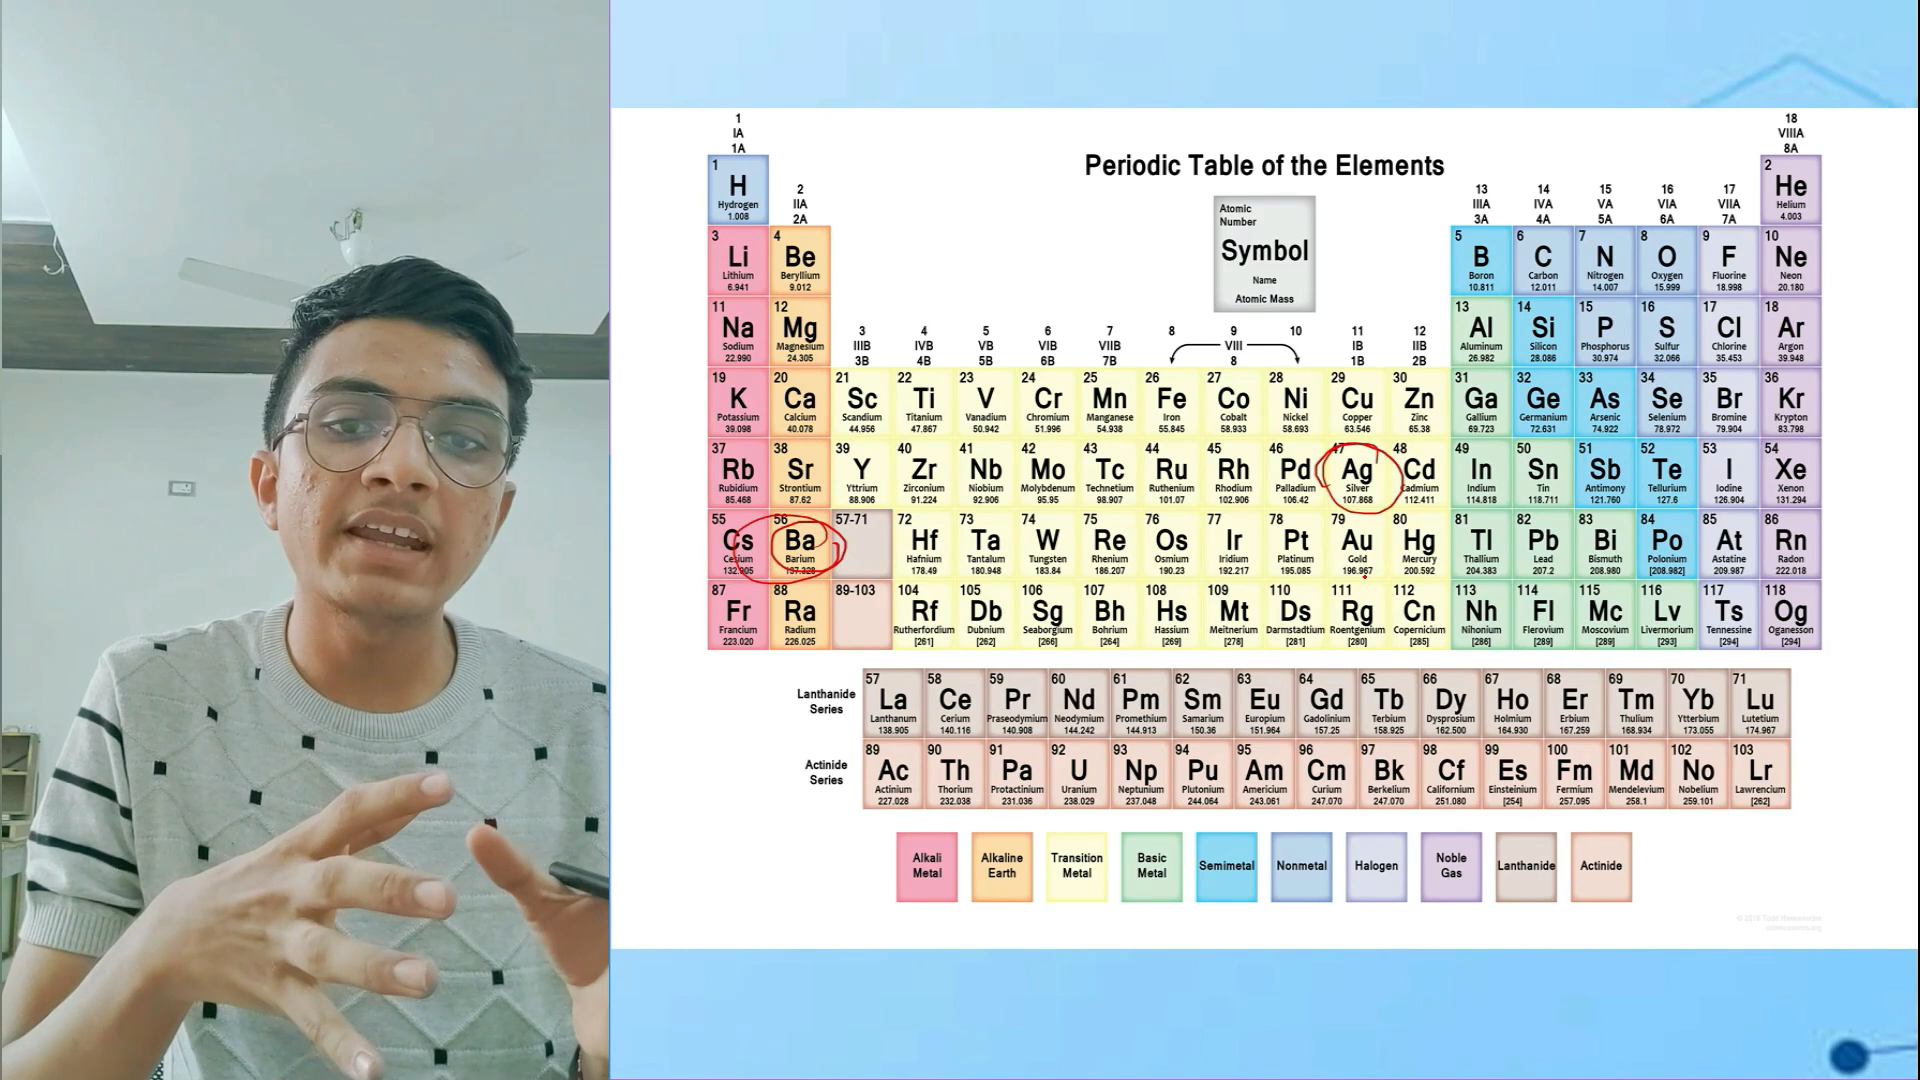 1
IA
1A
18
VIIIA
8A
Periodic Table of the Elements
1
H
Hydrogen
1.008
2
He
Helium
4.003
2
IIA
2A
13
IIIA
3A
14
IVA
4A
15
VA
5A
16
VIA
6A
17
VIIA
7A
Atomic
Number
Symbol
Name
Atomic Mass
3
Li
Lithium
6.941
4
Be
Beryllium
9.012
5
B
Boron
10.811
6
C
Carbon
12.011
7
N
Nitrogen
14.007
8
O
Oxygen
15.999
9
F
Fluorine
18.998
10
Ne
Neon
20.180
11
Na
Sodium
22.990
12
Mg
Magnesium
24.305
13
Al
Aluminum
26.982
14
Si
Silicon
28.086
15
P
Phosphorus
30.974
16
S
Sulfur
32.066
17
Cl
Chlorine
35.453
18
Ar
Argon
39.948
3
IIIB
3B
4
IVB
4B
5
VB
5B
6
VIB
6B
7
VIIB
7B
8 9 10
VIII
8
11
IB
1B
12
IIB
2B
19
K
Potassium
39.098
20
Ca
Calcium
40.078
21
Sc
Scandium
44.956
22
Ti
Titanium
47.867
23
V
Vanadium
50.942
24
Cr
Chromium
51.996
25
Mn
Manganese
54.938
26
Fe
Iron
55.845
27
Co
Cobalt
58.933
28
Ni
Nickel
58.693
29
Cu
Copper
63.546
30
Zn
Zinc
65.38
31
Ga
Gallium
69.723
32
Ge
Germanium
72.631
33
As
Arsenic
74.922
34
Se
Selenium
78.972
35
Br
Bromine
79.904
36
Kr
Krypton
83.798
37
Rb
Rubidium
85.468
38
Sr
Strontium
87.62
39
Y
Yttrium
88.906
40
Zr
Zirconium
91.224
41
Nb
Niobium
92.906
42
Mo
Molybdenum
95.95
43
Tc
Technetium
98.907
44
Ru
Ruthenium
101.07
45
Rh
Rhodium
102.906
46
Pd
Palladium
106.42
47
Ag
Silver
107.868
48
Cd
Cadmium
112.411
49
In
Indium
114.818
50
Sn
Tin
118.711
51
Sb
Antimony
121.760
52
Te
Tellurium
127.6
53
I
Iodine
126.904
54
Xe
Xenon
131.294
55
Cs
Cesium
132.905
56
Ba
Barium
137.328
57-71
72
Hf
Hafnium
178.49
73
Ta
Tantalum
180.948
74
W
Tungsten
183.84
75
Re
Rhenium
186.207
76
Os
Osmium
190.23
77
Ir
Iridium
192.217
78
Pt
Platinum
195.085
79
Au
Gold
196.967
80
Hg
Mercury
200.592
81
Tl
Thallium
204.383
82
Pb
Lead
207.2
83
Bi
Bismuth
208.980
84
Po
Polonium
[208.982]
85
At
Astatine
209.987
86
Rn
Radon
222.018
87
Fr
Francium
223.020
88
Ra
Radium
226.025
89-103
104
Rf
Rutherfordium
[261]
105
Db
Dubnium
[262]
106
Sg
Seaborgium
[266]
107
Bh
Bohrium
[264]
108
Hs
Hassium
[269]
109
Mt
Meitnerium
[278]
110
Ds
Darmstadtium
[281]
111
Rg
Roentgenium
[280]
112
Cn
Copernicium
[285]
113
Nh
Nihonium
[286]
114
Fl
Flerovium
[289]
115
Mc
Moscovium
[289]
116
Lv
Livermorium
[293]
117
Ts
Tennessine
[294]
118
Og
Oganesson
[294]
Lanthanide
Series
57
La
Lanthanum
138.905
58
Ce
Cerium
140.116
59
Pr
Praseodymium
140.908
60
Nd
Neodymium
144.242
61
Pm
Promethium
144.913
62
Sm
Samarium
150.36
63
Eu
Europium
151.964
64
Gd
Gadolinium
157.25
65
Tb
Terbium
158.925
66
Dy
Dysprosium
162.500
67
Ho
Holmium
164.930
68
Er
Erbium
167.259
69
Tm
Thulium
168.934
70
Yb
Ytterbium
173.055
71
Lu
Lutetium
174.967
Actinide
Series
89
Ac
Actinium
227.028
90
Th
Thorium
232.038
91
Pa
Protactinium
231.036
92
U
Uranium
238.029
93
Np
Neptunium
237.048
94
Pu
Plutonium
244.064
95
Am
Americium
243.061
96
Cm
Curium
247.070
97
Bk
Berkelium
247.070
98
Cf
Californium
251.080
99
Es
Einsteinium
[254]
100
Fm
Fermium
257.095
101
Md
Mendelevium
258.1
102
No
Nobelium
259.101
103
Lr
Lawrencium
[262]
Alkali
Metal
Alkaline
Earth
Transition
Metal
Basic
Metal
Semimetal
Nonmetal
Halogen
Noble
Gas
Lanthanide
Actinide